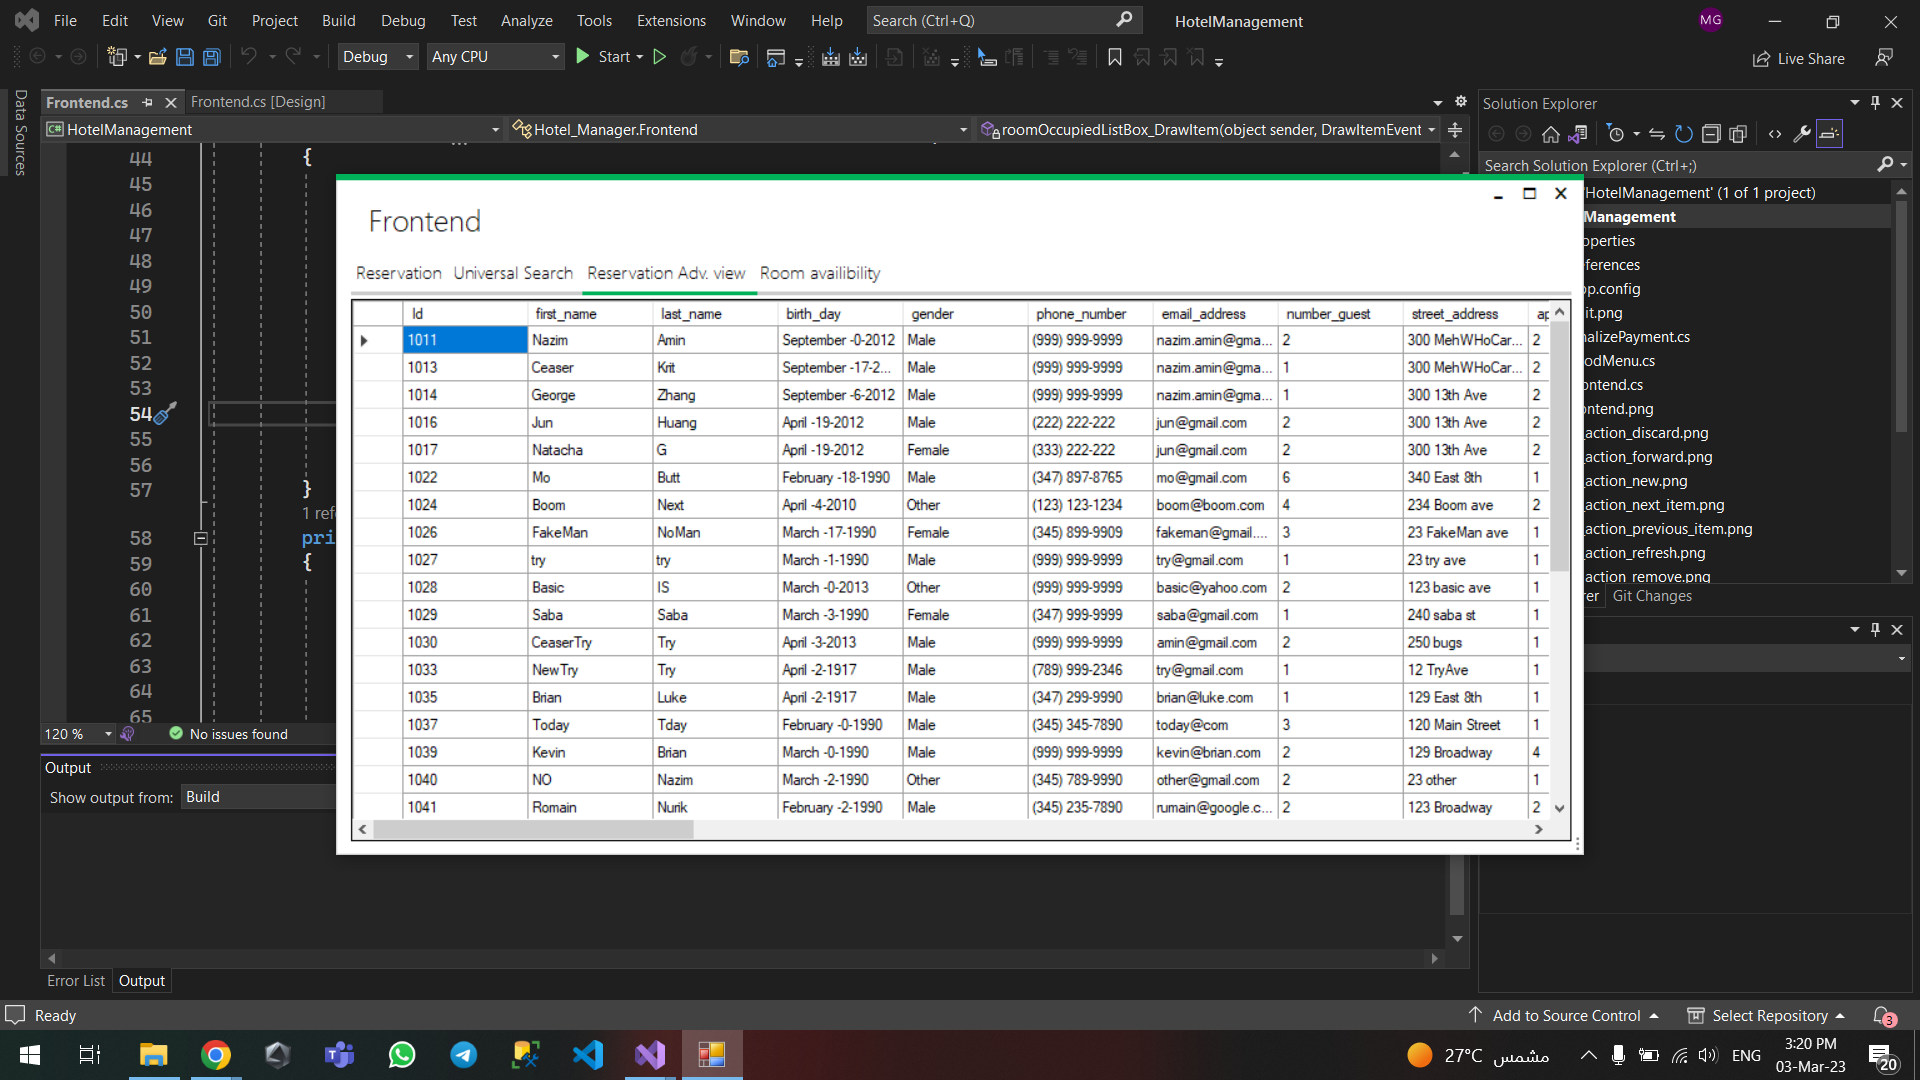 File Edit View Git Project Build Debug Test Analyze Tools Extensions Window Help Search (Ctrl+Q) HotelManagement MG
Debug Any CPU Start Live Share
Data Sources
Frontend.cs Frontend.cs [Design]
C# HotelManagement Hotel_Manager.Frontend roomOccupiedListBox_DrawItem(object sender, DrawItemEvent
44 {
45
46
47
48
49
50
51
52
53
54
55
56
57 }
1 refe
58 pri
59 {
60
61
62
63
64
65
120 % No issues found
Output
Show output from: Build
Error List Output
Frontend
Reservation Universal Search Reservation Adv. view Room availibility
Id first_name last_name birth_day gender phone_number email_address number_guest street_address ap
1011 Nazim Amin September -0-2012 Male (999) 999-9999 nazim.amin@gma... 2 300 MehWHoCar... 2
1013 Ceaser Krit September -17-2... Male (999) 999-9999 nazim.amin@gma... 1 300 MehWHoCar... 2
1014 George Zhang September -6-2012 Male (999) 999-9999 nazim.amin@gma... 1 300 13th Ave 2
1016 Jun Huang April -19-2012 Male (222) 222-222 jun@gmail.com 2 300 13th Ave 2
1017 Natacha G April -19-2012 Female (333) 222-222 jun@gmail.com 2 300 13th Ave 2
1022 Mo Butt February -18-1990 Male (347) 897-8765 mo@gmail.com 6 340 East 8th 1
1024 Boom Next April -4-2010 Other (123) 123-1234 boom@boom.com 4 234 Boom ave 2
1026 FakeMan NoMan March -17-1990 Female (345) 899-9909 fakeman@gmail.... 3 23 FakeMan ave 1
1027 try try March -1-1990 Male (999) 999-9999 try@gmail.com 1 23 try ave 1
1028 Basic IS March -0-2013 Other (999) 999-9999 basic@yahoo.com 2 123 basic ave 1
1029 Saba Saba March -3-1990 Female (347) 999-9999 saba@gmail.com 1 240 saba st 1
1030 CeaserTry Try April -3-2013 Male (999) 999-9999 amin@gmail.com 2 250 bugs 1
1033 NewTry Try April -2-1917 Male (789) 999-2346 try@gmail.com 1 12 TryAve 1
1035 Brian Luke April -2-1917 Male (347) 299-9990 brian@luke.com 1 129 East 8th 1
1037 Today Tday February -0-1990 Male (345) 345-7890 today@com 3 120 Main Street 1
1039 Kevin Brian March -0-1990 Male (999) 999-9999 kevin@brian.com 2 129 Broadway 4
1040 NO Nazim March -2-1990 Other (345) 789-9990 other@gmail.com 2 23 other 1
1041 Romain Nurik February -2-1990 Male (345) 235-7890 rumain@google.c... 2 123 Broadway 2
Solution Explorer
Search Solution Explorer (Ctrl+;)
'HotelManagement' (1 of 1 project)
Management
operties
ferences
pp.config
it.png
nalizePayment.cs
odMenu.cs
ontend.cs
ontend.png
action_discard.png
action_forward.png
action_new.png
action_next_item.png
action_previous_item.png
action_refresh.png
action_remove.png
rer Git Changes
Ready Add to Source Control Select Repository 3
27°C مشمس ENG 3:20 PM
03-Mar-23 20